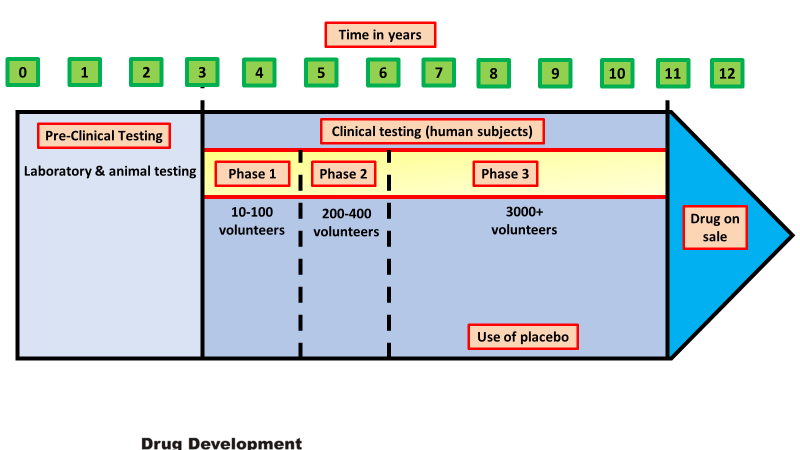 Time in years
0 1 2 3 4 5 6 7 8 9 10 11 12
Pre-Clinical Testing
Laboratory & animal testing
Clinical testing (human subjects)
Phase 1
10-100
volunteers
Phase 2
200-400
volunteers
Phase 3
3000+
volunteers
Use of placebo
Drug on
sale
Drug Development